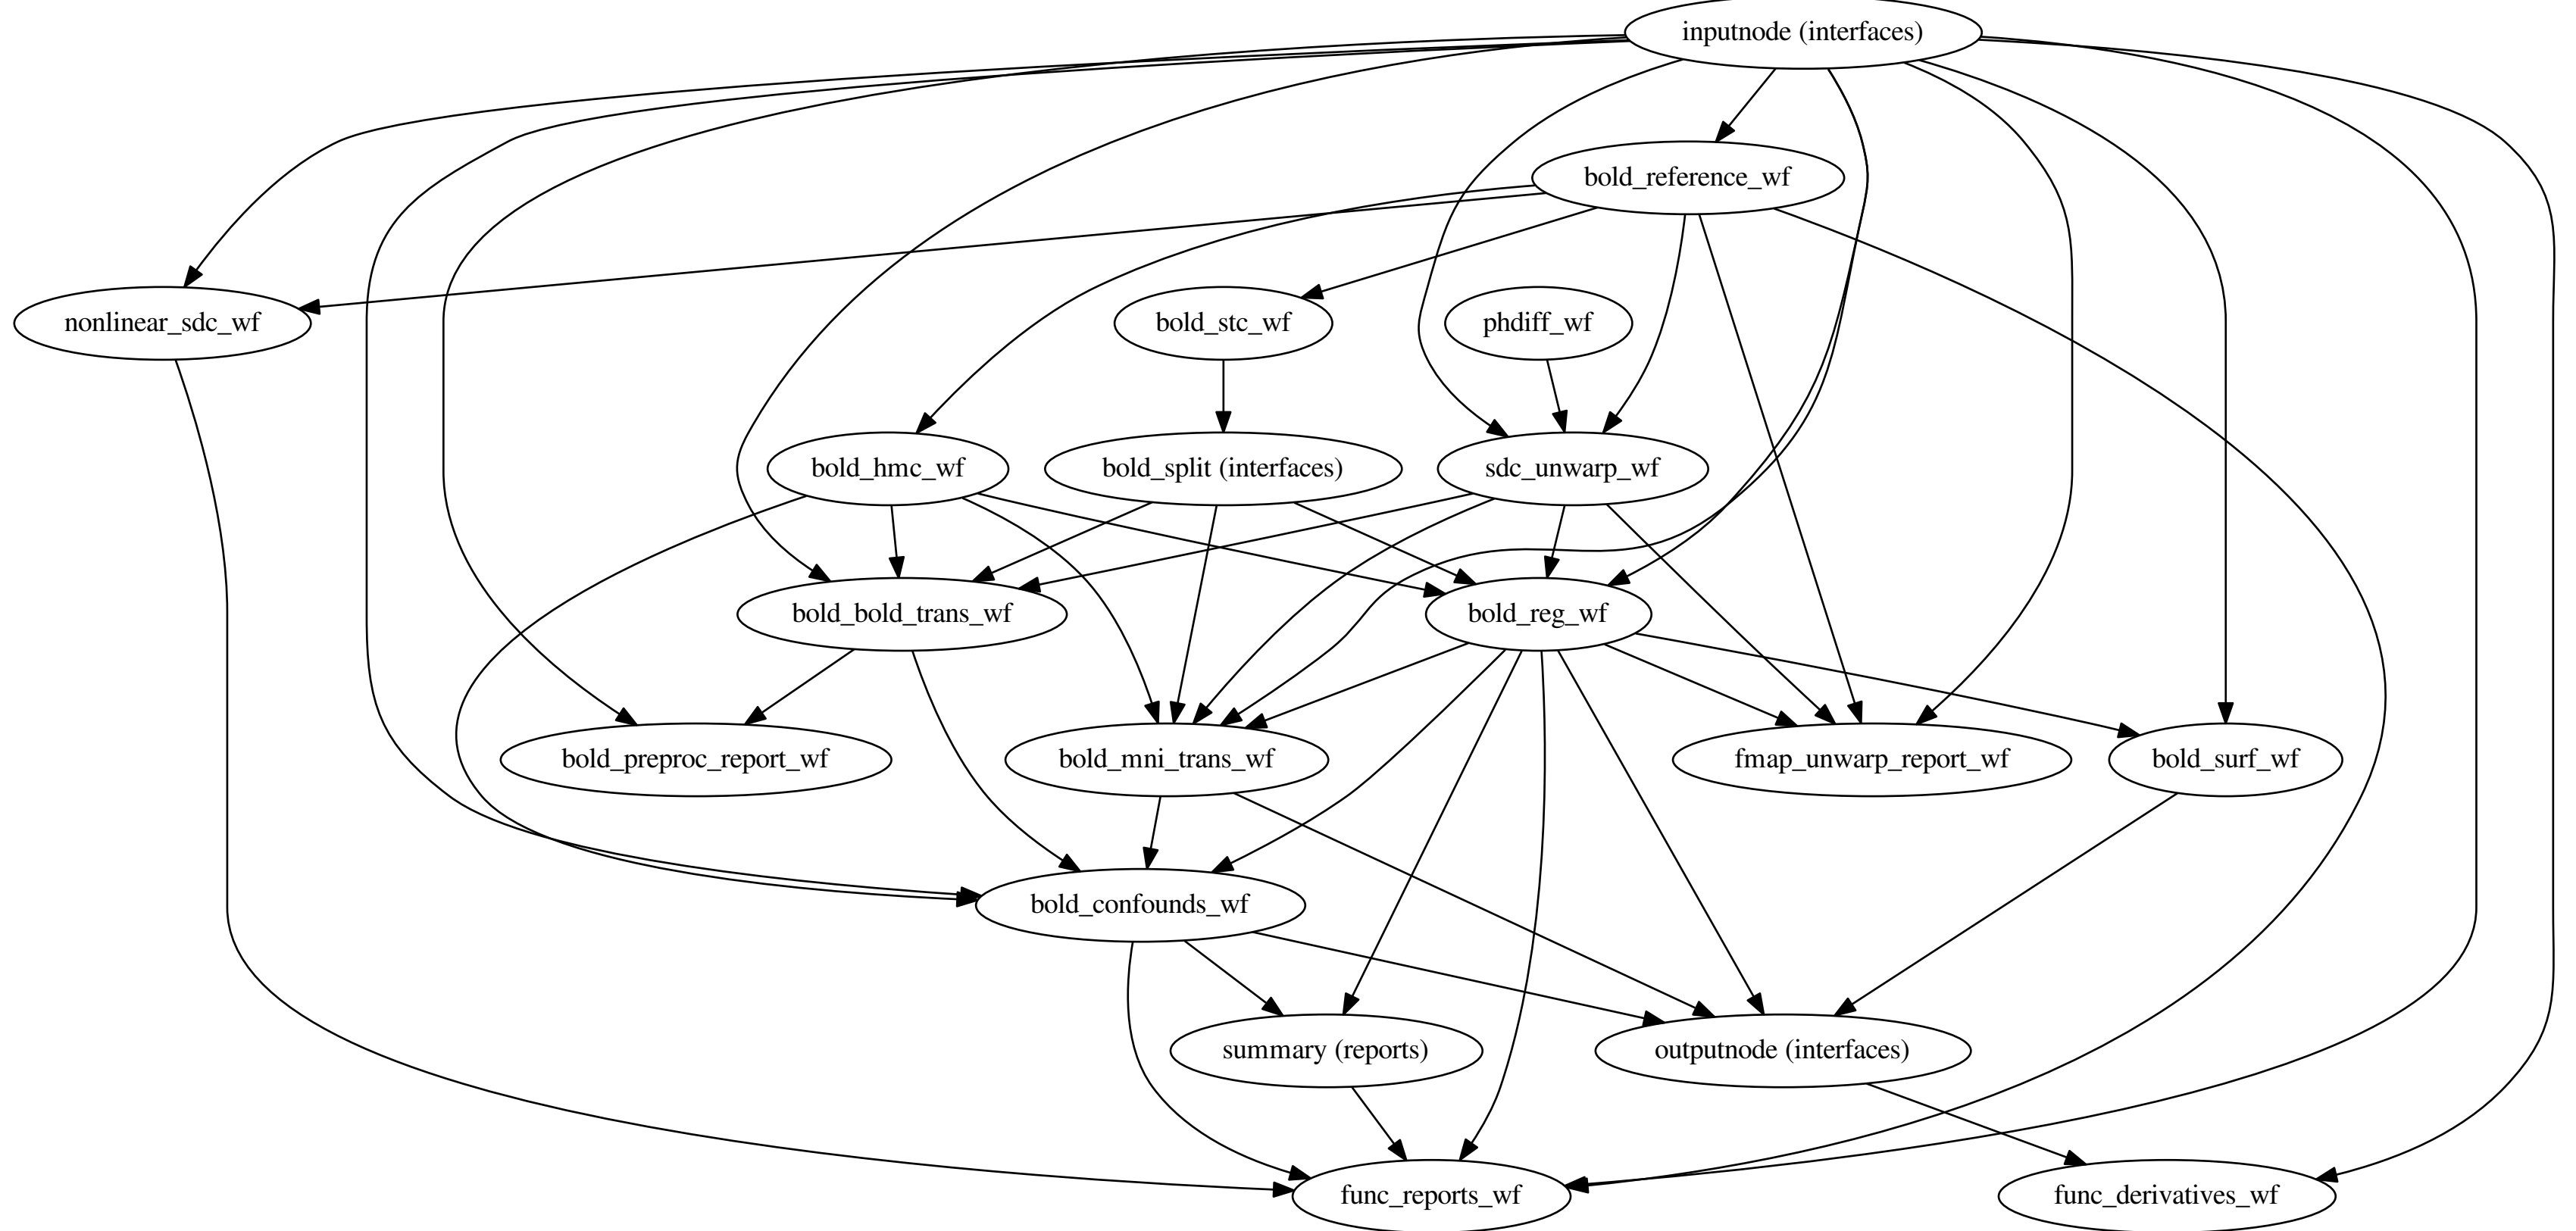 inputnode (interfaces)
bold_reference_wf
nonlinear_sdc_wf
bold_stc_wf
phdiff_wf
bold_hmc_wf
bold_split (interfaces)
sdc_unwarp_wf
bold_bold_trans_wf
bold_reg_wf
bold_preproc_report_wf
bold_mni_trans_wf
fmap_unwarp_report_wf
bold_surf_wf
bold_confounds_wf
summary (reports)
outputnode (interfaces)
func_reports_wf
func_derivatives_wf